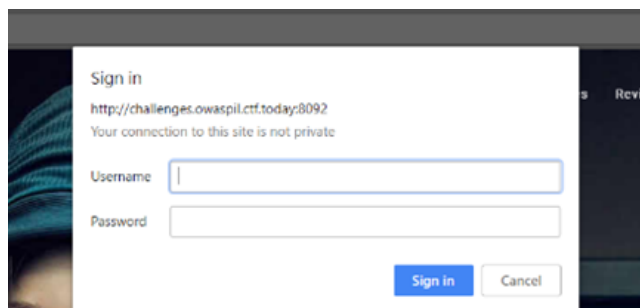 Sign in
http://challenges.owaspil.ctf.today:8092
Your connection to this site is not private
Username
Password
Sign in Cancel